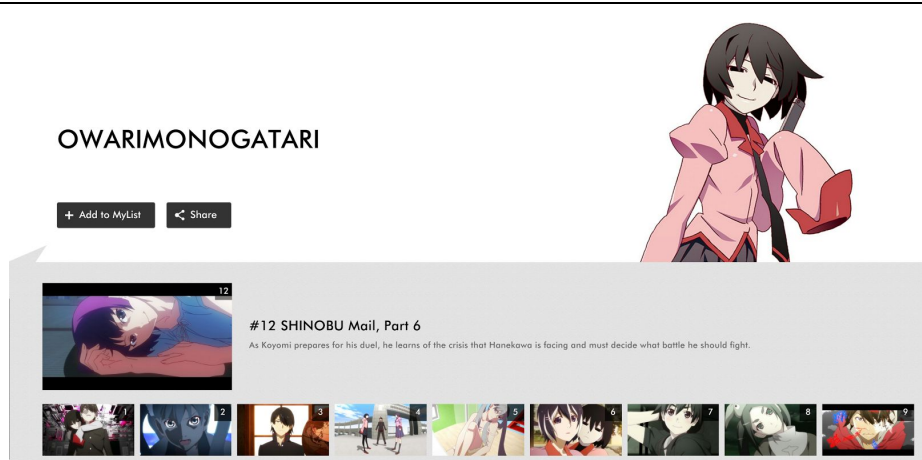 OWARIMONOGATARI
+ Add to MyList
Share
12
#12 SHINOBU Mail, Part 6
As Koyomi prepares for his duel, he learns of the crisis that Hanekawa is facing and must decide what battle he should fight.
1
2
3
4
5
6
7
8
9